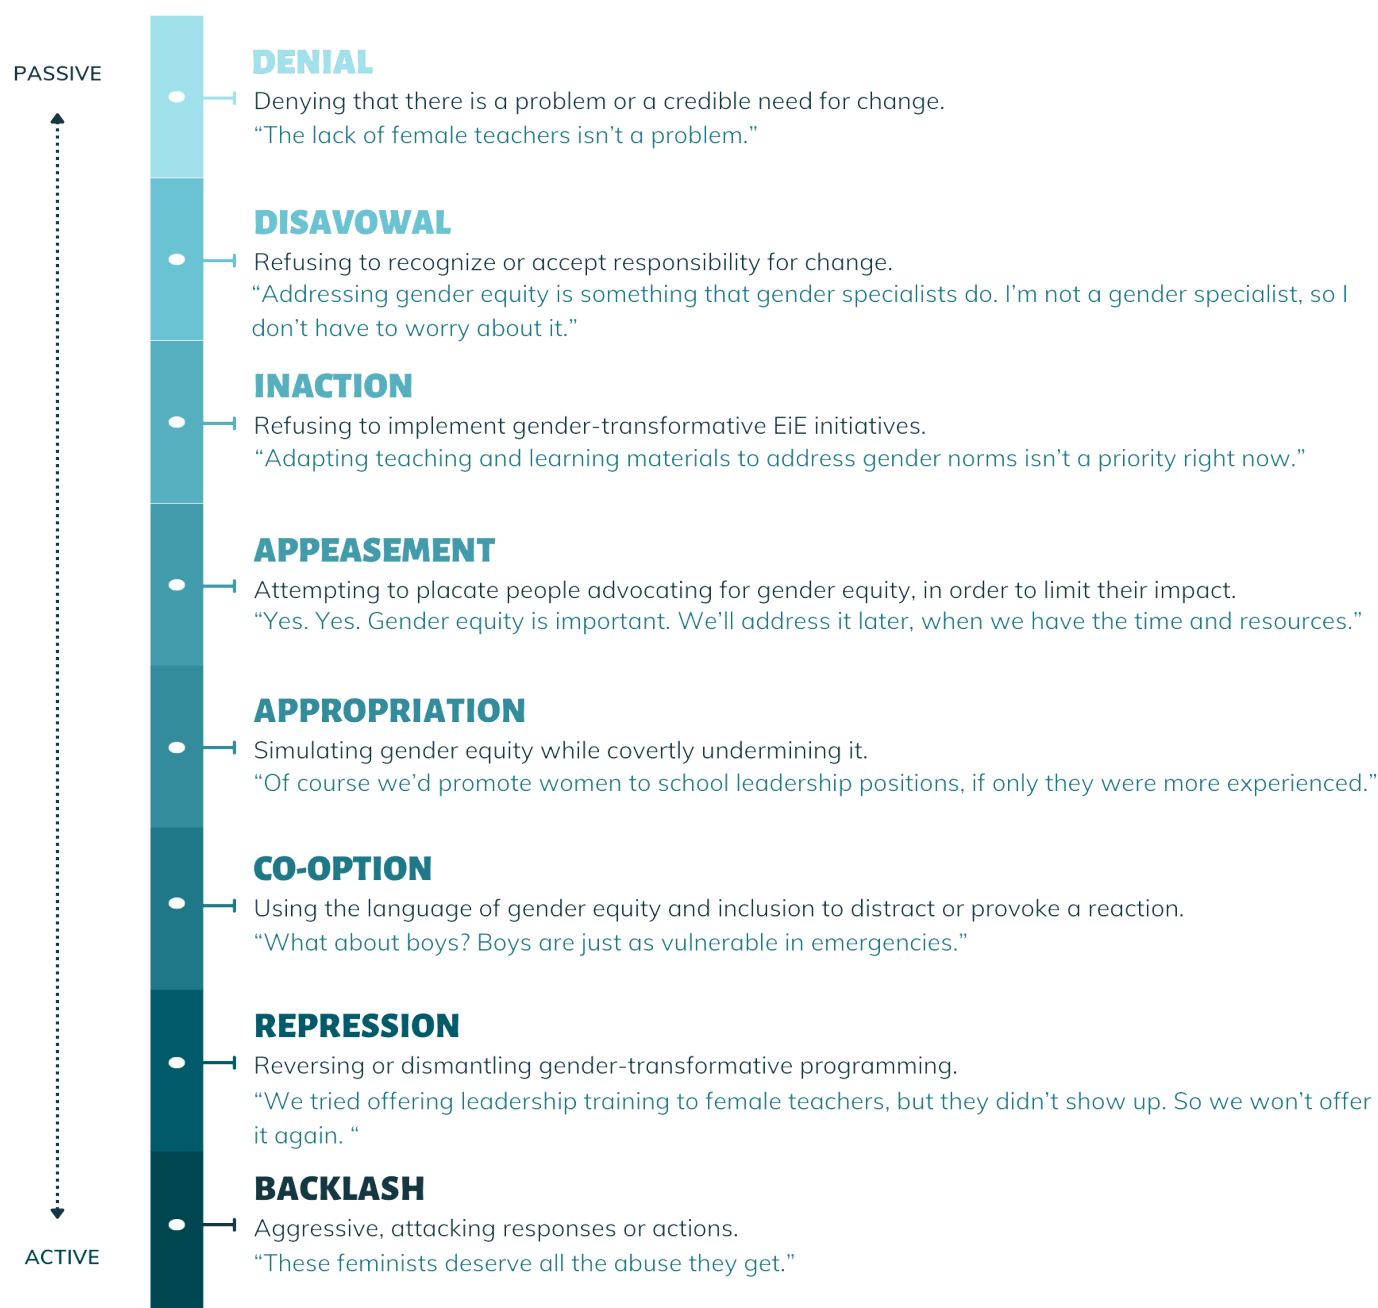 PASSIVE
DENIAL
Denying that there is a problem or a credible need for change.
“The lack of female teachers isn’t a problem.”
DISAVOWAL
Refusing to recognize or accept responsibility for change.
“Addressing gender equity is something that gender specialists do. I’m not a gender specialist, so I
don’t have to worry about it.”
INACTION
Refusing to implement gender-transformative EiE initiatives.
“Adapting teaching and learning materials to address gender norms isn’t a priority right now.”
APPEASEMENT
Attempting to placate people advocating for gender equity, in order to limit their impact.
“Yes. Yes. Gender equity is important. We’ll address it later, when we have the time and resources.”
APPROPRIATION
Simulating gender equity while covertly undermining it.
“Of course we’d promote women to school leadership positions, if only they were more experienced.”
CO-OPTION
Using the language of gender equity and inclusion to distract or provoke a reaction.
“What about boys? Boys are just as vulnerable in emergencies.”
REPRESSION
Reversing or dismantling gender-transformative programming.
“We tried offering leadership training to female teachers, but they didn’t show up. So we won’t offer
it again. “
BACKLASH
Aggressive, attacking responses or actions.
“These feminists deserve all the abuse they get.”
ACTIVE